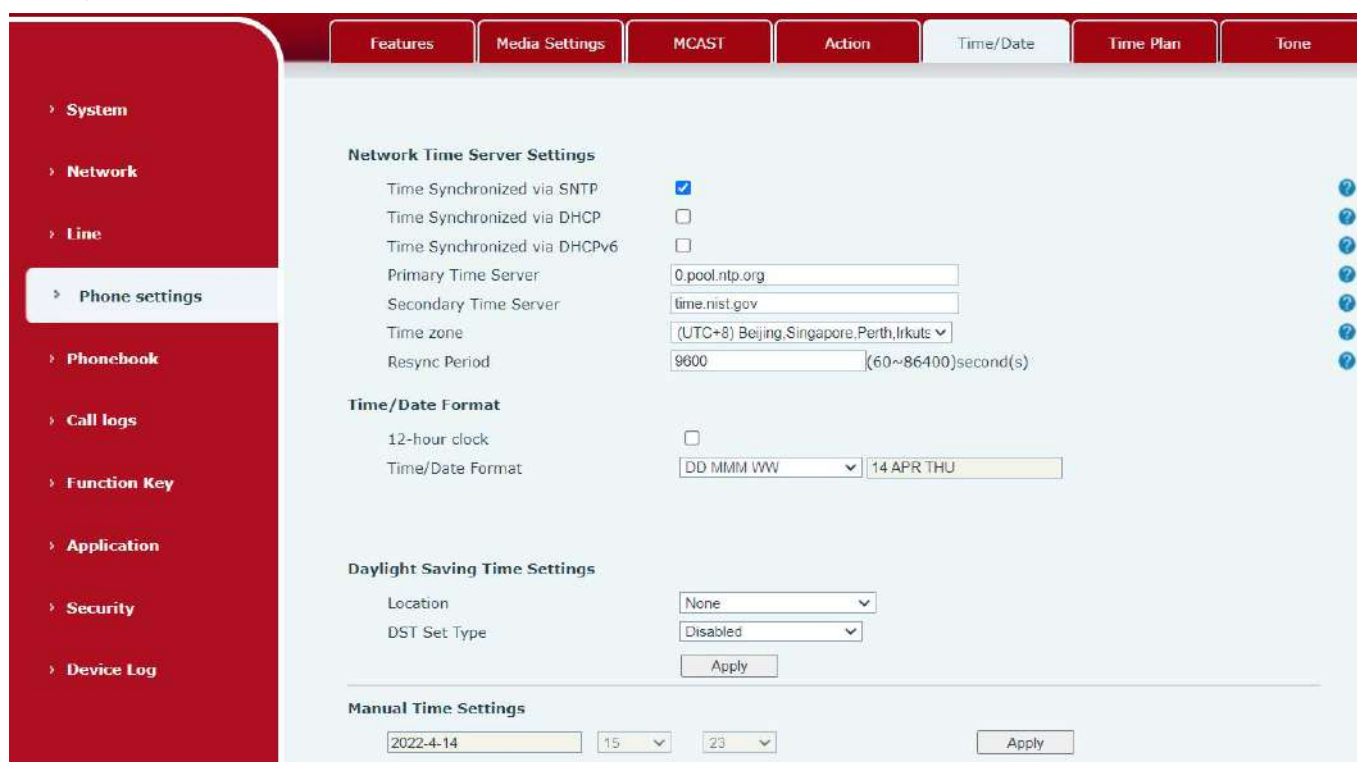 Features Media Settings MCAST Action Time/Date Time Plan Tone
System
Network
Line
Phone settings
Phonebook
Call logs
Function Key
Application
Security
Device Log
Network Time Server Settings
Time Synchronized via SNTP
Time Synchronized via DHCP
Time Synchronized via DHCPv6
Primary Time Server 0.pool.ntp.org
Secondary Time Server time.nist.gov
Time zone (UTC+8) Beijing,Singapore,Perth,Irkuts
Resync Period 9600 (60~86400)second(s)
Time/Date Format
12-hour clock
Time/Date Format DD MMM WW 14 APR THU
Daylight Saving Time Settings
Location None
DST Set Type Disabled
Apply
Manual Time Settings
2022-4-14 15 23 Apply